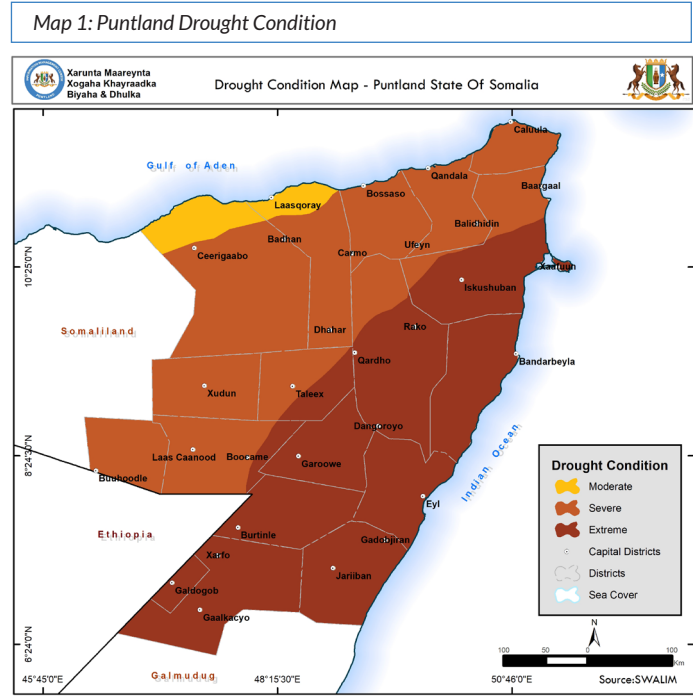 Map 1: Puntland Drought Condition
Xarunta Maareynta
Xogaha Khayraadka
Biyaha & Dhulka
Drought Condition Map - Puntland State Of Somalia
Caluula
Gulf of Aden
Qandala
Bossaso
Baargaal
Laasqoray
Balidhidin
Badhan
Ufeyn
Carmo
Ceerigaabo
Xaafuun
10°25'0"N
Iskushuban
Somaliland
Dhahar
Rako
Qardho
Bandarbeyla
Xudun
Taleex
Dangoroyo
8°24'30"N
Laas Caanood
Boocame
Garoowe
Indian Ocean
Buuhoodle
Eyl
Ethiopia
Burtinle
Gadobjiran
Xarfo
Jariiban
Galdogob
Gaalkacyo
6°24'0"N
Galmudug
45°45'0"E
48°15'30"E
50°46'0"E
Drought Condition
Moderate
Severe
Extreme
Capital Districts
Districts
Sea Cover
N
100 50 0 100
Km
Source:SWALIM